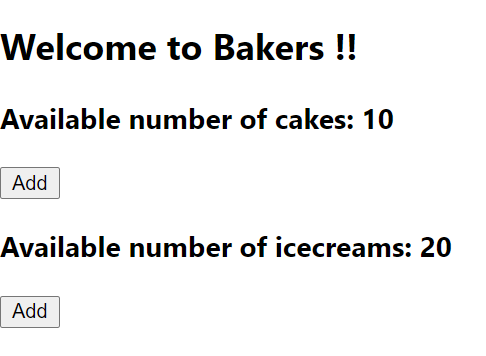 Welcome to Bakers !!
Available number of cakes: 10
Add
Available number of icecreams: 20
Add